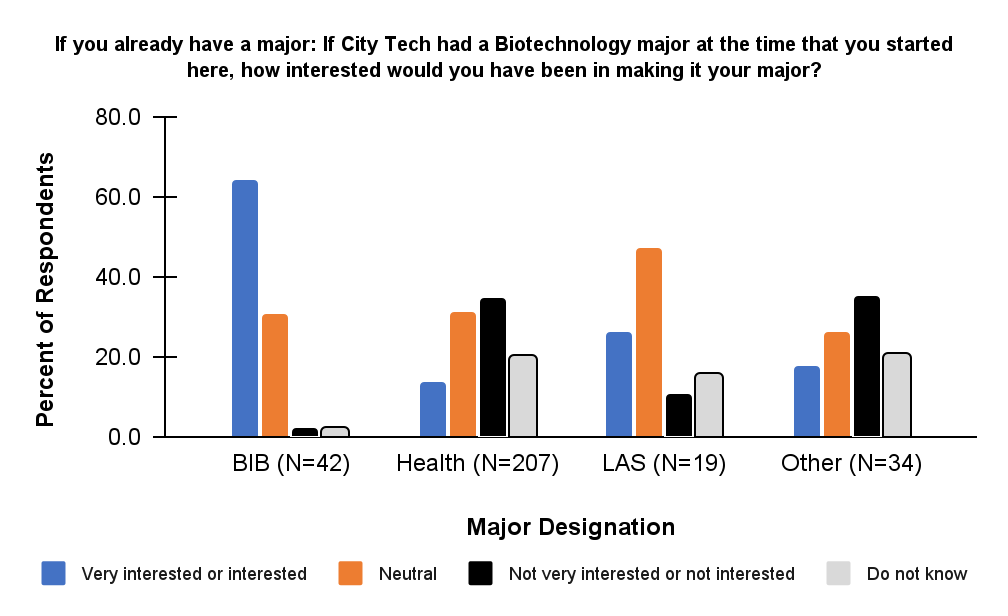 If you already have a major: If City Tech had a Biotechnology major at the time that you started
here, how interested would you have been in making it your major?
Percent of Respondents
80.0
60.0
40.0
20.0
0.0
BIB (N=42) Health (N=207) LAS (N=19) Other (N=34)
Major Designation
Very interested or interested Neutral Not very interested or not interested Do not know